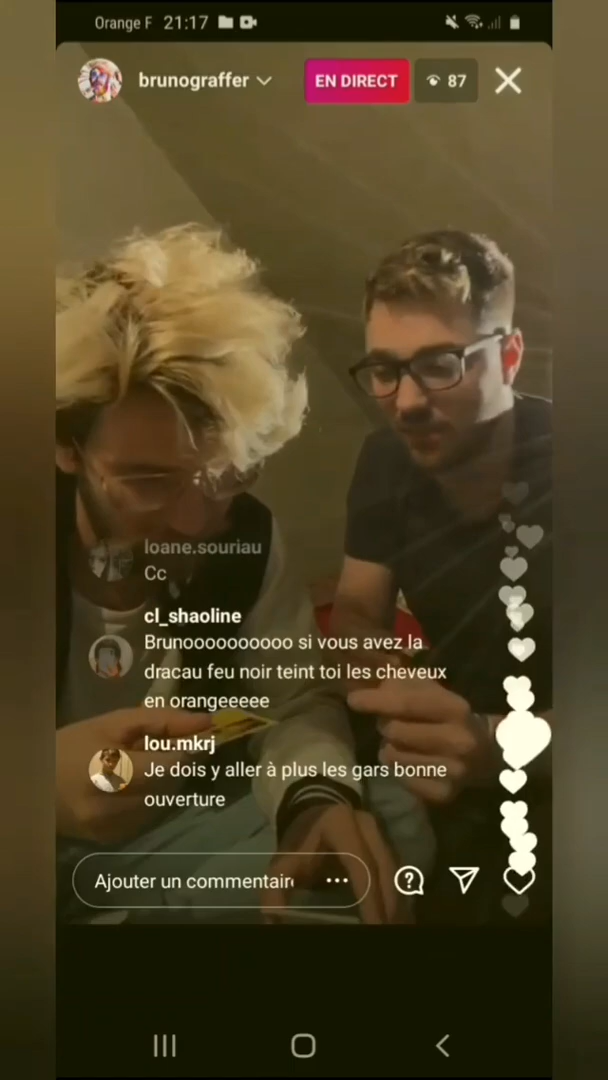 Orange F 21:17
brunograffer EN DIRECT 87
loane.souriau
Cc
cl_shaoline
Brunoooooooooo si vous avez la
dracau feu noir teint toi les cheveux
en orangeeeee
lou.mkrj
Je dois y aller à plus les gars bonne
ouverture
Ajouter un commentair